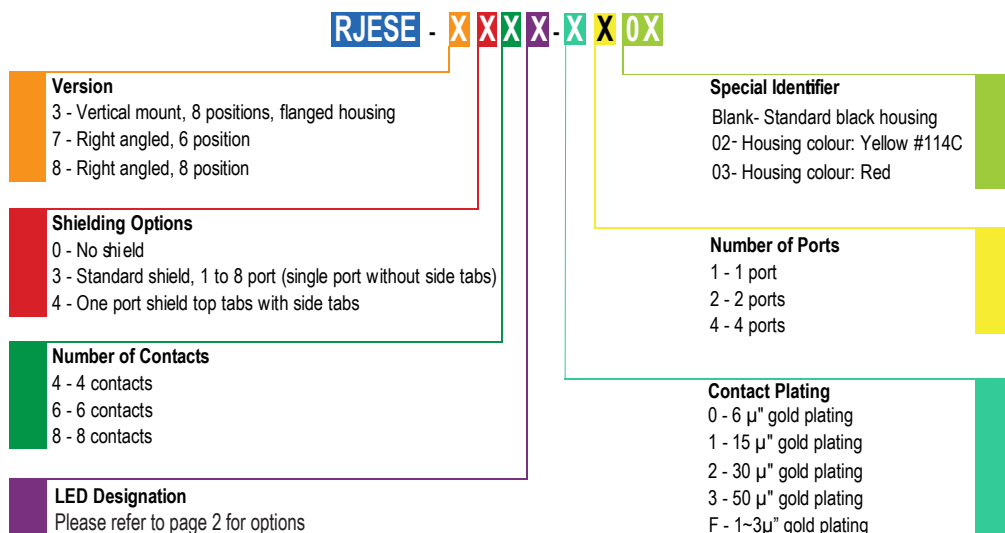 RJESE - X X X X - X X 0X
Version
3 - Vertical mount, 8 positions, flanged housing
7 - Right angled, 6 position
8 - Right angled, 8 position
Shielding Options
0 - No shield
3 - Standard shield, 1 to 8 port (single port without side tabs)
4 - One port shield top tabs with side tabs
Number of Contacts
4 - 4 contacts
6 - 6 contacts
8 - 8 contacts
LED Designation
Please refer to page 2 for options
Special Identifier
Blank- Standard black housing
02- Housing colour: Yellow #114C
03- Housing colour: Red
Number of Ports
1 - 1 port
2 - 2 ports
4 - 4 ports
Contact Plating
0 - 6 µ" gold plating
1 - 15 µ" gold plating
2 - 30 µ" gold plating
3 - 50 µ" gold plating
F - 1~3µ” gold plating